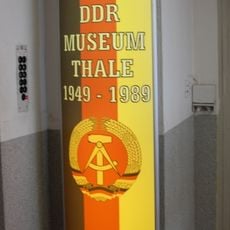 DDR
MUSEUM
THALE
1949 - 1989